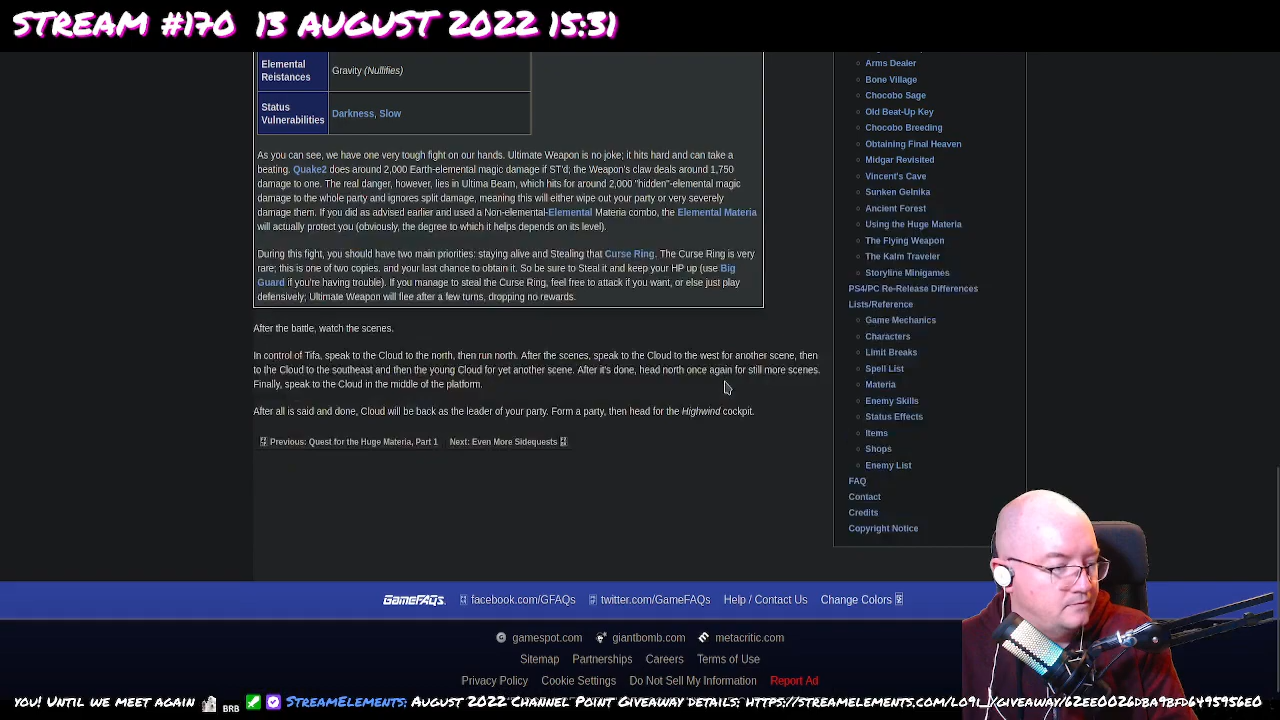 STREAM #170 13 AUGUST 2022 15:31
Elemental
Reistances
Gravity (Nullifies)
Status
Vulnerabilities
Darkness, Slow
As you can see, we have one very tough fight on our hands. Ultimate Weapon is no joke; it hits hard and can take a
beating. Quake2 does around 2,000 Earth-elemental magic damage if ST'd; the Weapon's claw deals around 1,750
damage to one. The real danger, however, lies in Ultima Beam, which hits for around 2,000 "hidden"-elemental magic
damage to the whole party and ignores split damage, meaning this will either wipe out your party or very severely
damage them. If you did as advised earlier and used a Non-elemental-Elemental Materia combo, the Elemental Materia
will actually protect you (obviously, the degree to which it helps depends on its level).
During this fight, you should have two main priorities: staying alive and Stealing that Curse Ring. The Curse Ring is very
rare; this is one of two copies, and your last chance to obtain it. So be sure to Steal it and keep your HP up (use Big
Guard if you're having trouble). If you manage to steal the Curse Ring, feel free to attack if you want, or else just play
defensively; Ultimate Weapon will flee after a few turns, dropping no rewards.
After the battle, watch the scenes.
In control of Tifa, speak to the Cloud to the north, then run north. After the scenes, speak to the Cloud to the west for another scene, then
to the Cloud to the southeast and then the young Cloud for yet another scene. After it's done, head north once again for still more scenes.
Finally, speak to the Cloud in the middle of the platform.
After all is said and done, Cloud will be back as the leader of your party. Form a party, then head for the Highwind cockpit.
Previous: Quest for the Huge Materia, Part 1 Next: Even More Sidequests
Arms Dealer
Bone Village
Chocobo Sage
Old Beat-Up Key
Chocobo Breeding
Obtaining Final Heaven
Midgar Revisited
Vincent's Cave
Sunken Gelnika
Ancient Forest
Using the Huge Materia
The Flying Weapon
The Kalm Traveler
Storyline Minigames
PS4/PC Re-Release Differences
Lists/Reference
Game Mechanics
Characters
Limit Breaks
Spell List
Materia
Enemy Skills
Status Effects
Items
Shops
Enemy List
FAQ
Contact
Credits
Copyright Notice
GameFAQs. facebook.com/GFAQs twitter.com/GameFAQs Help / Contact Us Change Colors
gamespot.com giantbomb.com metacritic.com
Sitemap Partnerships Careers Terms of Use
Privacy Policy Cookie Settings Do Not Sell My Information Report Ad
you! Until we meet again BRB StreamElements: August 2022 Channel Point Giveaway details: